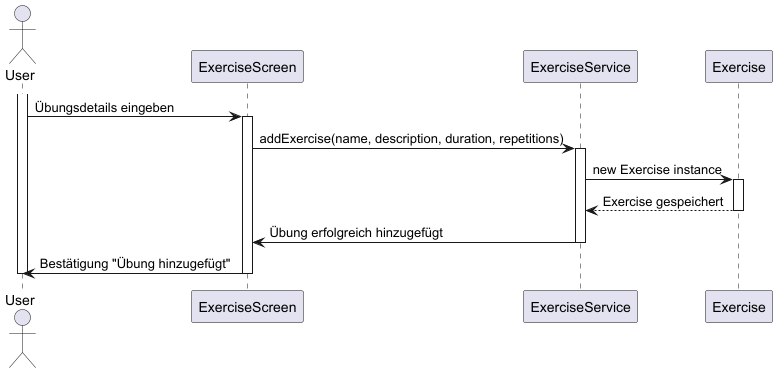 User
ExerciseScreen
ExerciseService
Exercise
Übungsdetails eingeben
addExercise(name, description, duration, repetitions)
new Exercise instance
Exercise gespeichert
Übung erfolgreich hinzugefügt
Bestätigung "Übung hinzugefügt"
User
ExerciseScreen
ExerciseService
Exercise